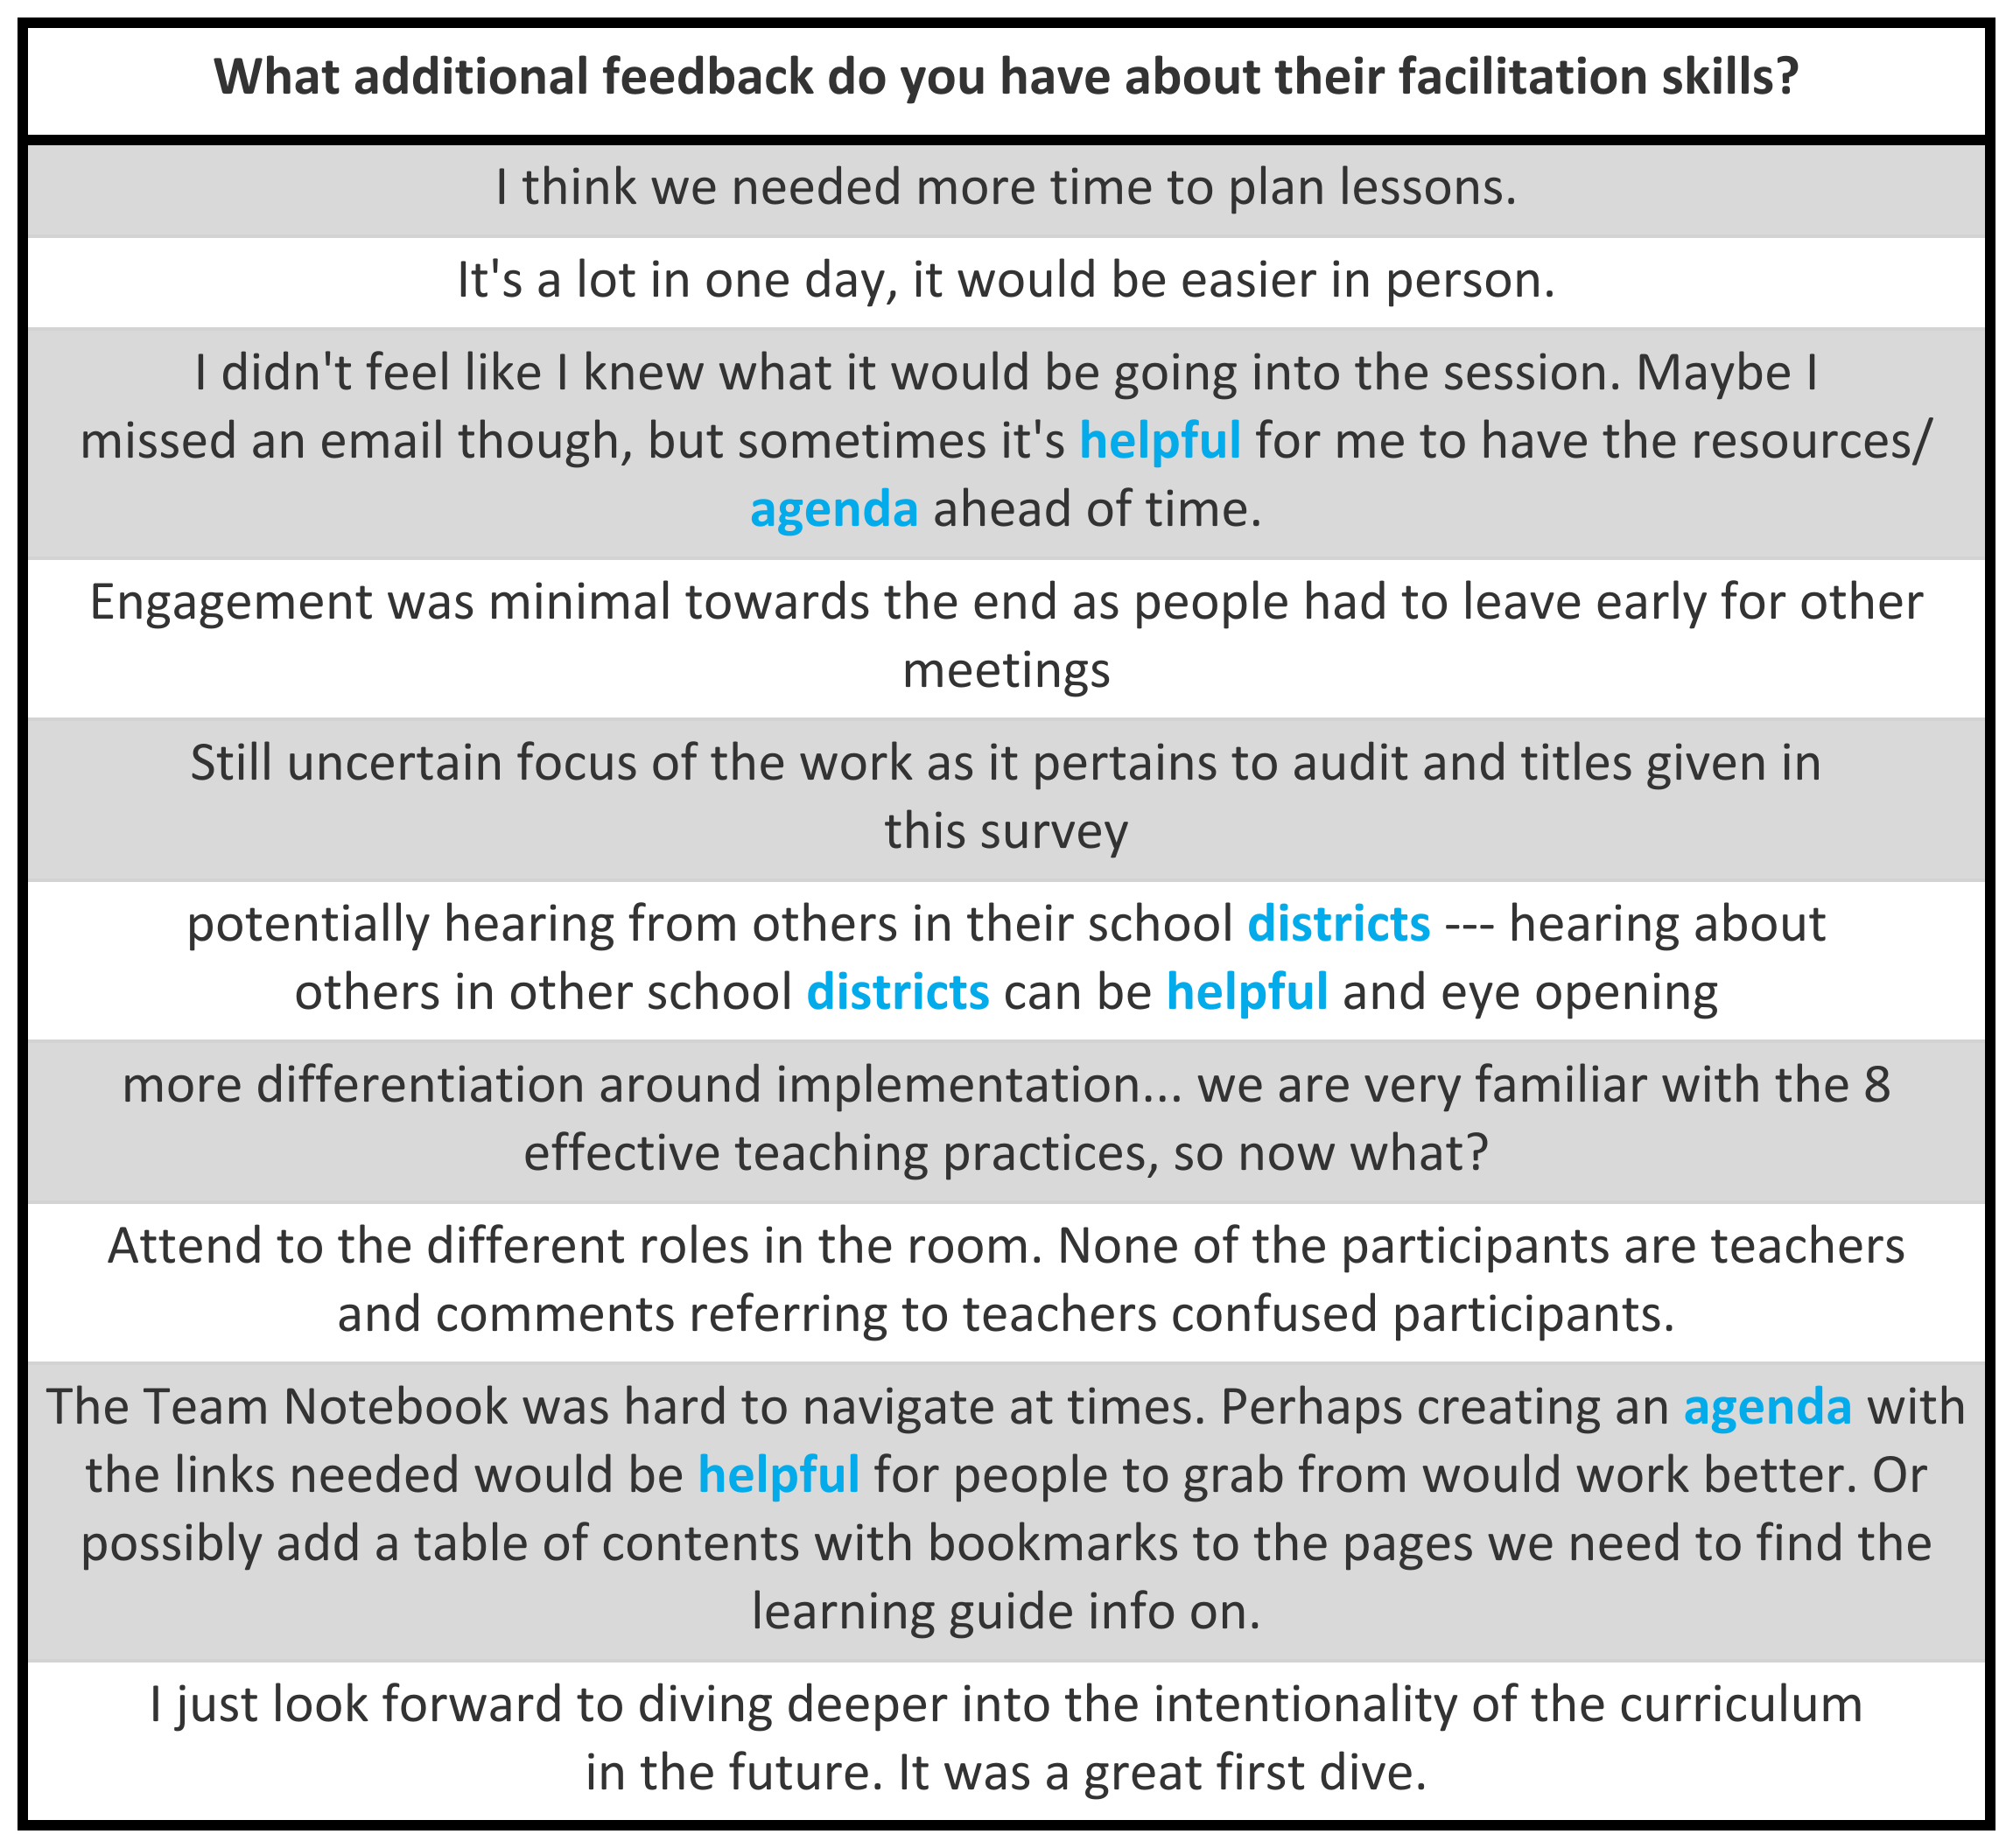 What additional feedback do you have about their facilitation skills?
I think we needed more time to plan lessons.
It's a lot in one day, it would be easier in person.
I didn't feel like I knew what it would be going into the session. Maybe I
missed an email though, but sometimes it's helpful for me to have the resources/
agenda ahead of time.
Engagement was minimal towards the end as people had to leave early for other
meetings
Still uncertain focus of the work as it pertains to audit and titles given in
this survey
potentially hearing from others in their school districts --- hearing about
others in other school districts can be helpful and eye opening
more differentiation around implementation... we are very familiar with the 8
effective teaching practices, so now what?
Attend to the different roles in the room. None of the participants are teachers
and comments referring to teachers confused participants.
The Team Notebook was hard to navigate at times. Perhaps creating an agenda with
the links needed would be helpful for people to grab from would work better. Or
possibly add a table of contents with bookmarks to the pages we need to find the
learning guide info on.
I just look forward to diving deeper into the intentionality of the curriculum
in the future. It was a great first dive.